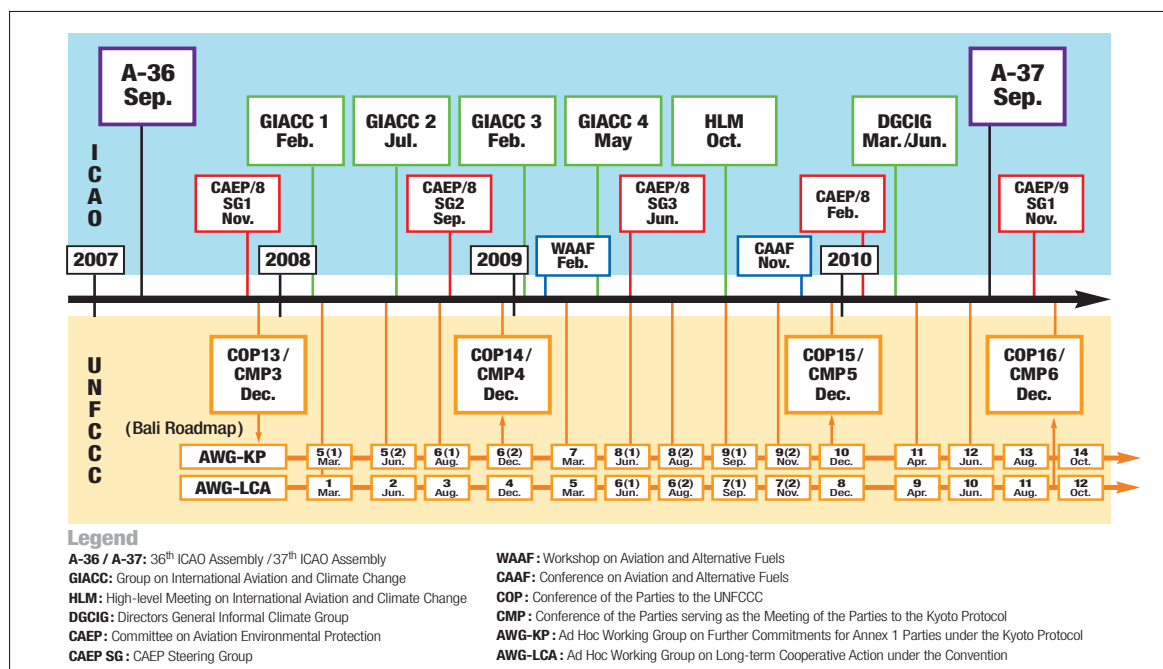 A-36
Sep.
A-37
Sep.
GIACC 1
Feb.
GIACC 2
Jul.
GIACC 3
Feb.
GIACC 4
May
HLM
Oct.
DGCIG
Mar./Jun.
ICAO
CAEP/8
SG1
Nov.
CAEP/8
SG2
Sep.
CAEP/8
SG3
Jun.
CAEP/8
Feb.
CAEP/9
SG1
Nov.
WAAF
Feb.
CAAF
Nov.
2007
2008
2009
2010
UNFCCC
COP13 /
CMP3
Dec.
COP14 /
CMP4
Dec.
COP15 /
CMP5
Dec.
COP16 /
CMP6
Dec.
(Bali Roadmap)
AWG-KP
5 (1)
Mar.
5 (2)
Jun.
6 (1)
Aug.
6 (2)
Dec.
7
Mar.
8 (1)
Jun.
8 (2)
Aug.
9 (1)
Sep.
9 (2)
Nov.
10
Dec.
11
Apr.
12
Jun.
13
Aug.
14
Oct.
AWG-LCA
1
Mar.
2
Jun.
3
Aug.
4
Dec.
5
Mar.
6 (1)
Jun.
6 (2)
Aug.
7 (1)
Sep.
7 (2)
Nov.
8
Dec.
9
Apr.
10
Jun.
11
Aug.
12
Oct.
Legend
A-36 / A-37: 36th ICAO Assembly / 37th ICAO Assembly
GIACC: Group on International Aviation and Climate Change
HLM: High-level Meeting on International Aviation and Climate Change
DGCIG: Directors General Informal Climate Group
CAEP: Committee on Aviation Environmental Protection
CAEP SG: CAEP Steering Group
WAAF: Workshop on Aviation and Alternative Fuels
CAAF: Conference on Aviation and Alternative Fuels
COP: Conference of the Parties to the UNFCCC
CMP: Conference of the Parties serving as the Meeting of the Parties to the Kyoto Protocol
AWG-KP: Ad Hoc Working Group on Further Commitments for Annex 1 Parties under the Kyoto Protocol
AWG-LCA: Ad Hoc Working Group on Long-term Cooperative Action under the Convention